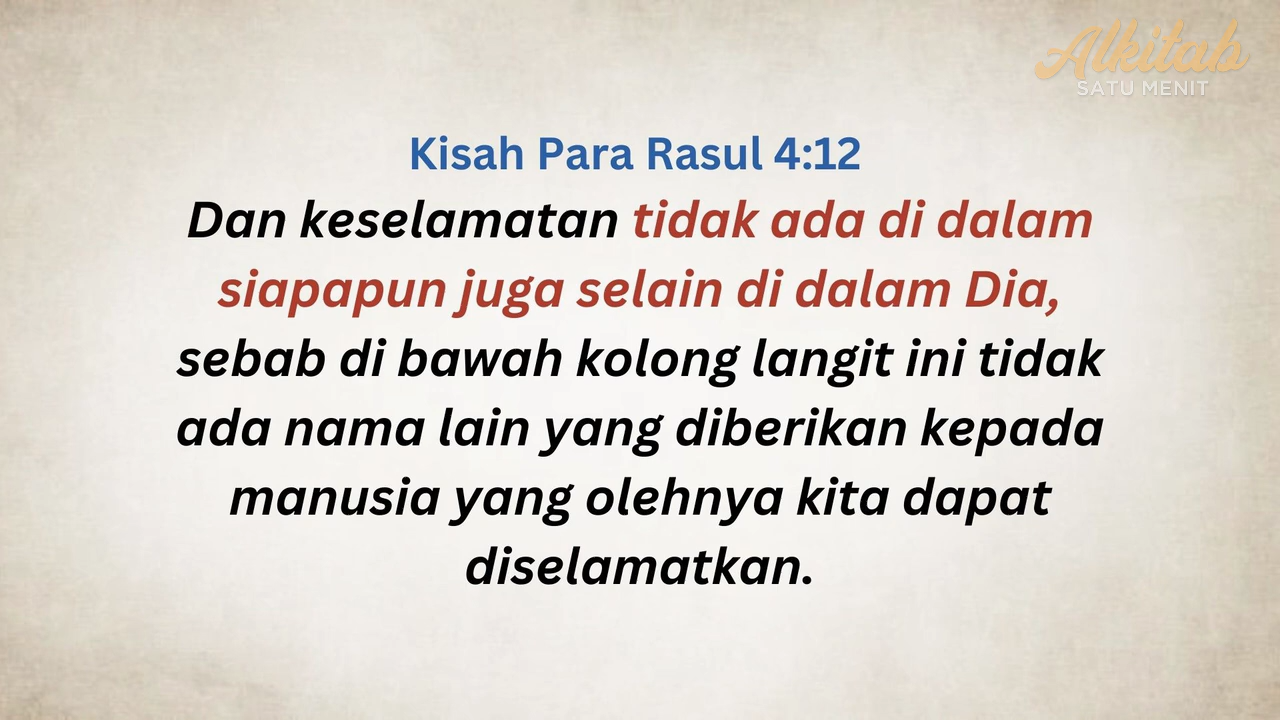 Alkitab
SATU MENIT
Kisah Para Rasul 4:12
Dan keselamatan tidak ada di dalam
siapapun juga selain di dalam Dia,
sebab di bawah kolong langit ini tidak
ada nama lain yang diberikan kepada
manusia yang olehnya kita dapat
diselamatkan.